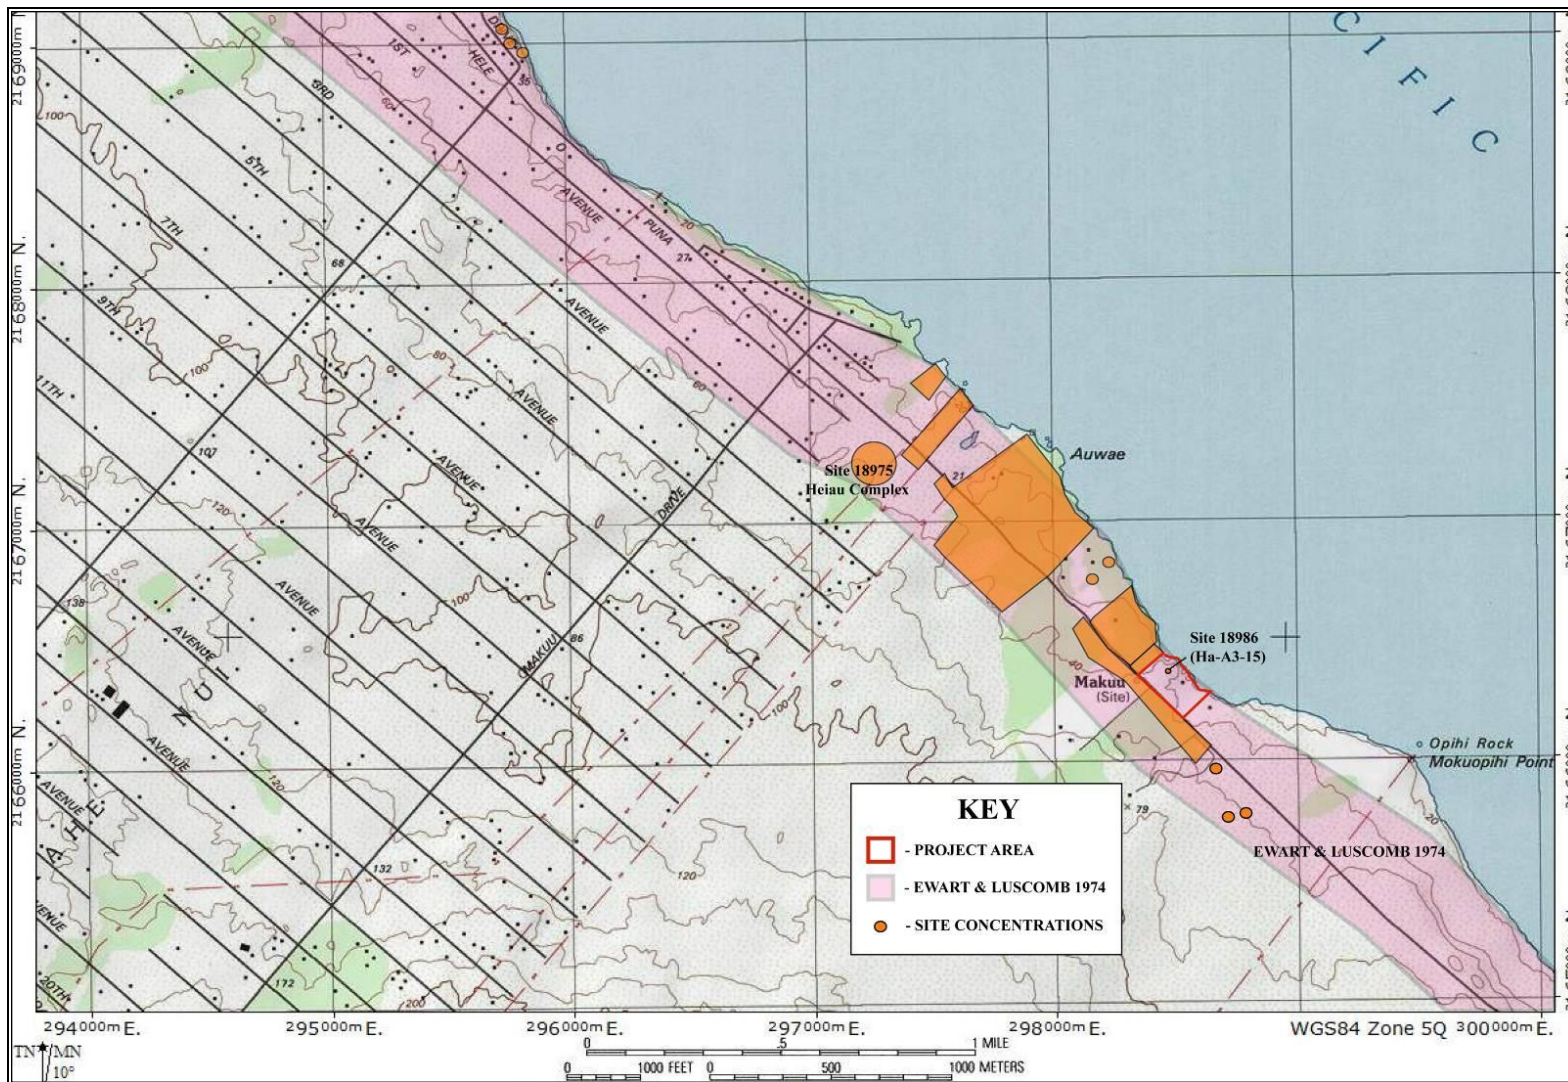 C I F I C
1ST
HELE
3RD
5TH
7TH
9TH
11TH
20TH
O
AVENUE
PUNA
AVENUE
AVENUE
AVENUE
AVENUE
AVENUE
AVENUE
AVENUE
AVENUE
MAKUU
DRIVE
N U I
A H E
100
60
20
27
68
80
100
60
107
120
21
138
86
100
100
40
120
132
120
79
172
200
20
Auwae
Site 18975
Heiau Complex
Site 18986
(Ha-A3-15)
Makuu
(Site)
Opihi Rock
Mokuopihi Point
EWART & LUSCOMB 1974
KEY
- PROJECT AREA
- EWART & LUSCOMB 1974
- SITE CONCENTRATIONS
2169000m N.
2168000m N.
2167000m N.
2166000m N.
294000m E.
295000m E.
296000m E.
297000m E.
298000m E.
WGS84 Zone 5Q 300000m E.
TN★/MN
10°
0 .5 1 MILE
0 1000 FEET 0 500 1000 METERS